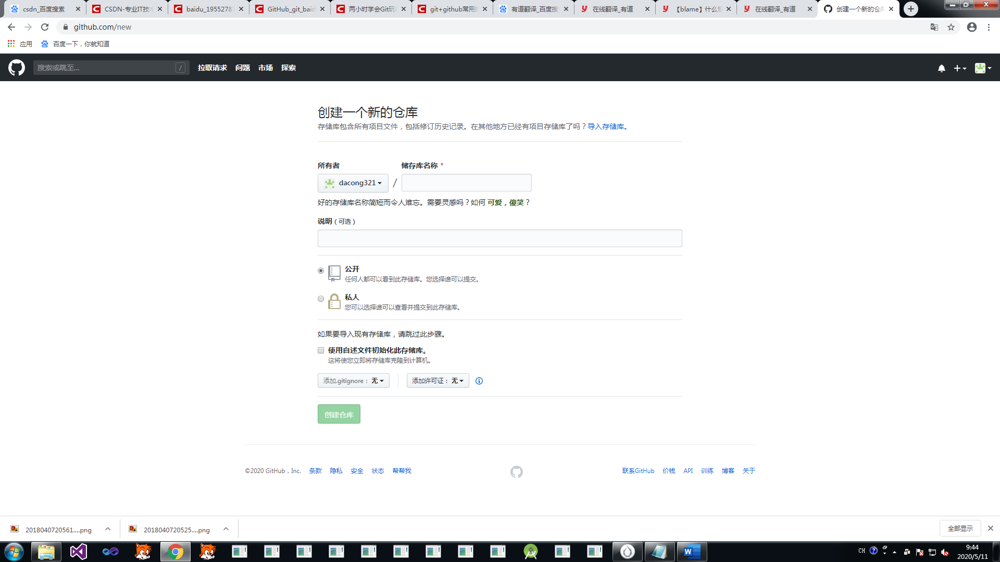 csdn_百度搜索
CSDN-专业IT技术
baidu_1955278
GitHub_git_baid
两小时学会Git玩
git+github常用
有道翻译_百度搜
在线翻译_有道
【blame】什么意
在线翻译_有道
创建一个新的仓库
github.com/new
应用 百度一下，你就知道
搜索或跳至... / 拉取请求 问题 市场 探索
创建一个新的仓库
存储库包含所有项目文件，包括修订历史记录。在其他地方已经有项目存储库了吗？导入存储库。
所有者 储存库名称 *
dacong321 /
好的存储库名称简短而令人难忘。需要灵感吗？如何 可爱，傻笑？
说明（可选）
公开
任何人都可以看到此存储库。您选择谁可以提交。
私人
您可以选择谁可以查看并提交到此存储库。
如果要导入现有存储库，请跳过此步骤。
使用自述文件初始化此存储库。
这将使您立即将存储库克隆到计算机。
添加.gitignore： 无 添加许可证： 无
创建仓库
©2020 GitHub，Inc. 条款 隐私 安全 状态 帮帮我 联系GitHub 价钱 API 训练 博客 关于
2018040720561....png 2018040720525....png 全部显示
CH 9:44
2020/5/11